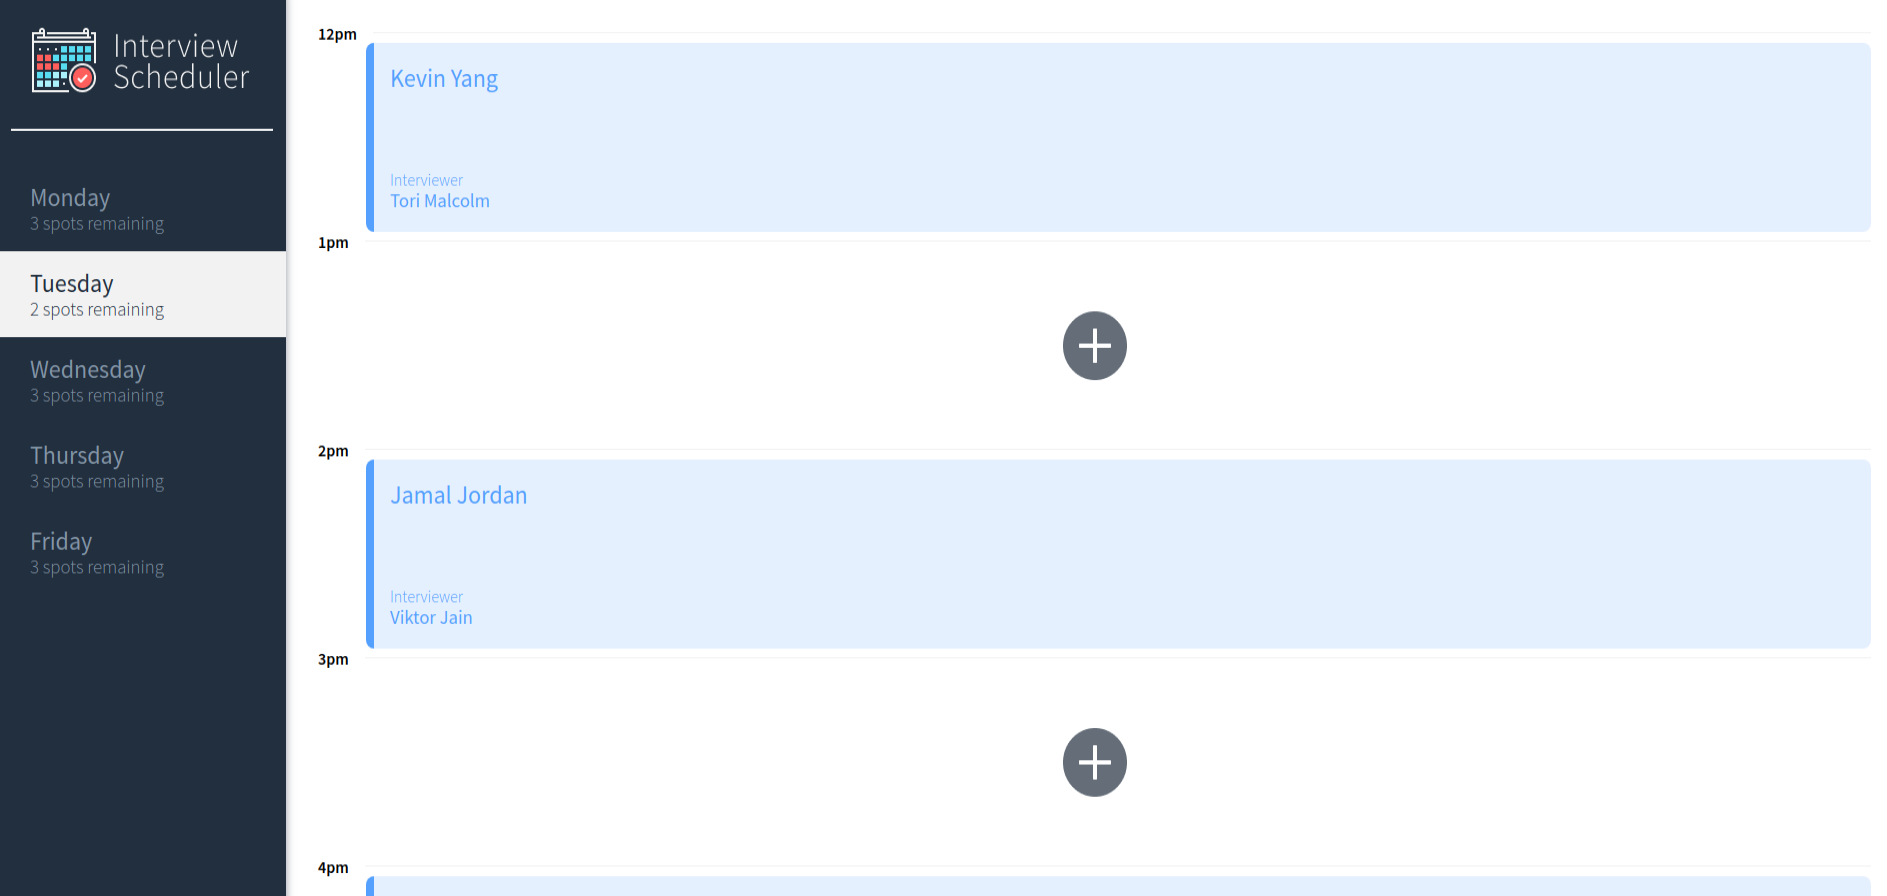 Interview
Scheduler
Monday
3 spots remaining
Tuesday
2 spots remaining
Wednesday
3 spots remaining
Thursday
3 spots remaining
Friday
3 spots remaining
12pm
Kevin Yang
Interviewer
Tori Malcolm
1pm
2pm
Jamal Jordan
Interviewer
Viktor Jain
3pm
4pm